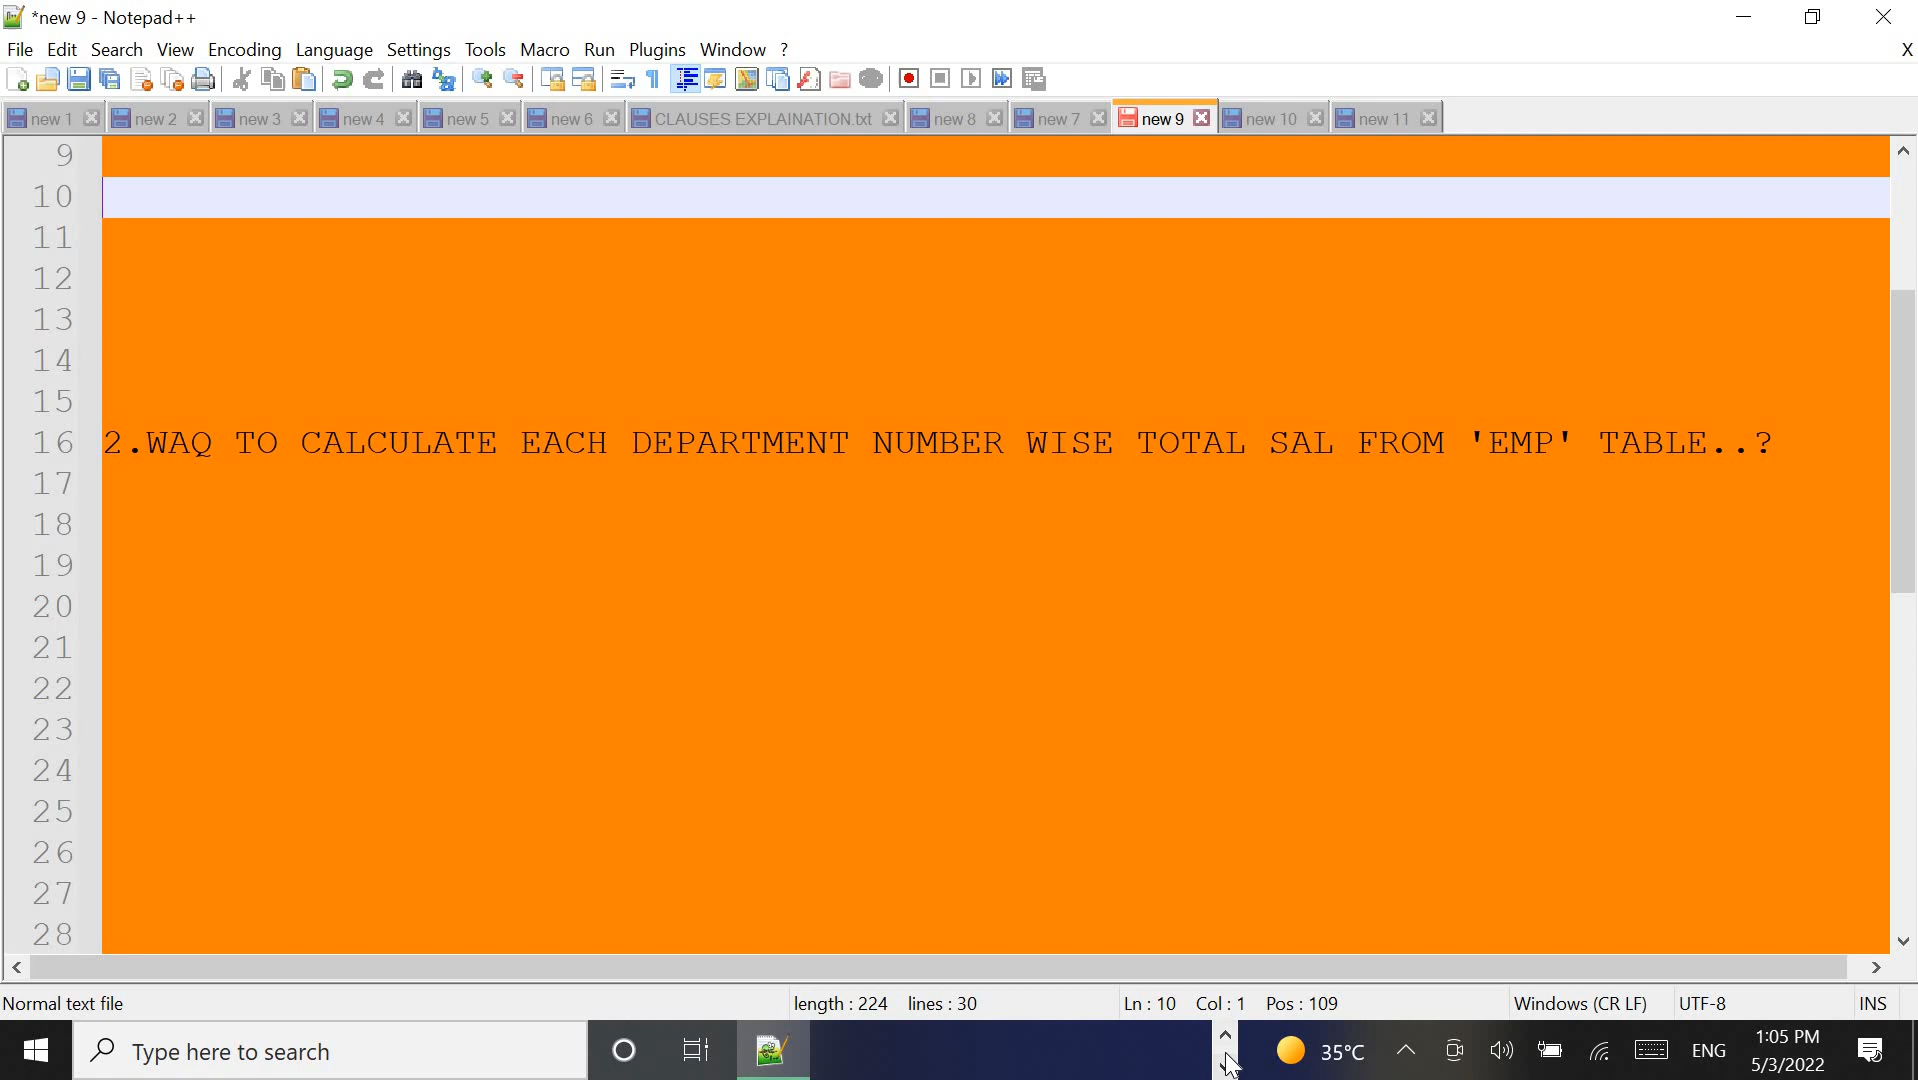 *new 9 - Notepad++
File Edit Search View Encoding Language Settings Tools Macro Run Plugins Window ?
X
new 1 new 2 new 3 new 4 new 5 new 6 CLAUSES EXPLAINATION.txt new 8 new 7 new 9 new 10 new 11
9
10
11
12
13
14
15
16 2.WAQ TO CALCULATE EACH DEPARTMENT NUMBER WISE TOTAL SAL FROM 'EMP' TABLE..?
17
18
19
20
21
22
23
24
25
26
27
28
Normal text file length : 224 lines : 30 Ln : 10 Col : 1 Pos : 109 Windows (CR LF) UTF-8 INS
Type here to search 35°C ENG 1:05 PM
5/3/2022